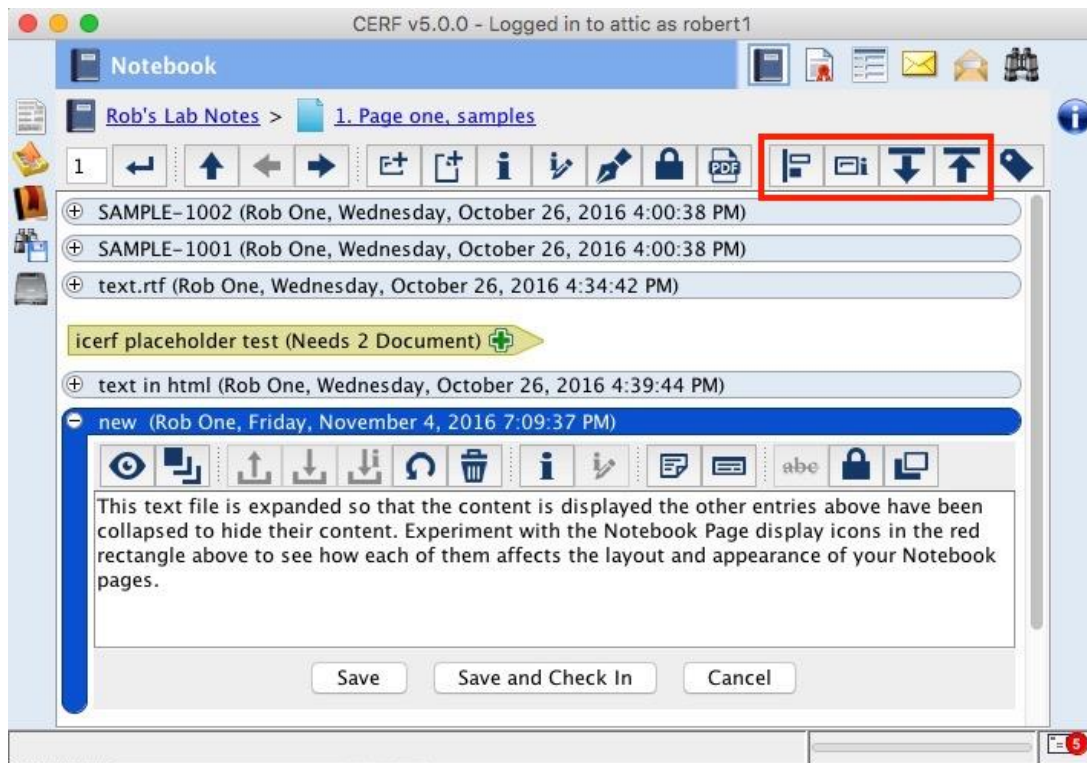 CERF v5.0.0 - Logged in to attic as robert1
Notebook
Rob's Lab Notes > 1. Page one, samples
1 PDF
SAMPLE-1002 (Rob One, Wednesday, October 26, 2016 4:00:38 PM)
SAMPLE-1001 (Rob One, Wednesday, October 26, 2016 4:00:38 PM)
text.rtf (Rob One, Wednesday, October 26, 2016 4:34:42 PM)
icerf placeholder test (Needs 2 Document)
text in html (Rob One, Wednesday, October 26, 2016 4:39:44 PM)
new (Rob One, Friday, November 4, 2016 7:09:37 PM)
abc
This text file is expanded so that the content is displayed the other entries above have been
collapsed to hide their content. Experiment with the Notebook Page display icons in the red
rectangle above to see how each of them affects the layout and appearance of your Notebook
pages.
Save Save and Check In Cancel
5